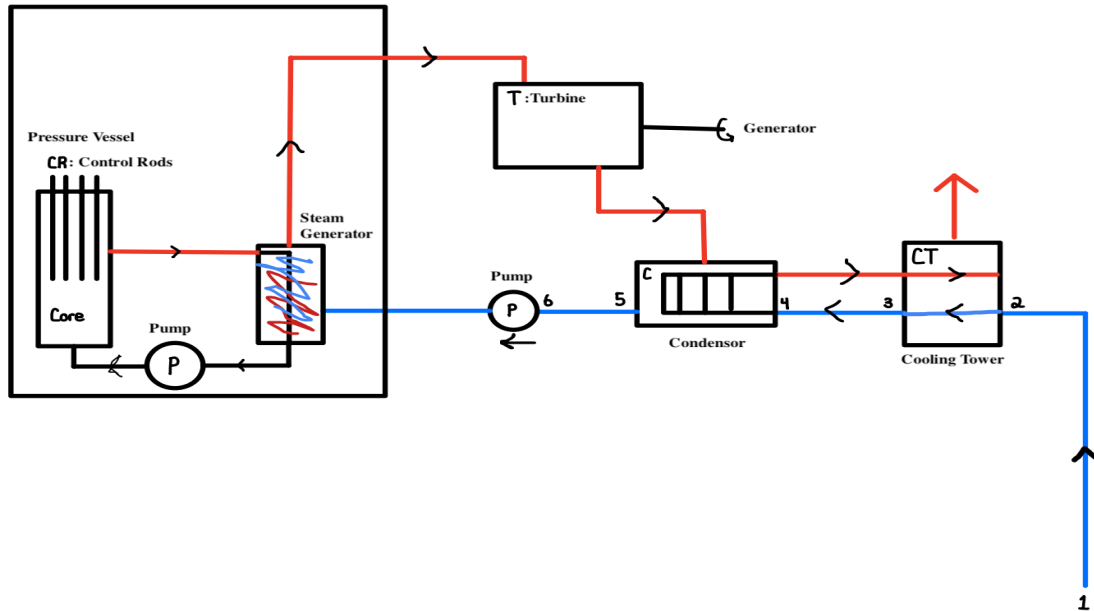 T:Turbine
Generator
Pressure Vessel
CR: Control Rods
Steam
Generator
CT
C
Pump
P
6
5
4
3
2
Core
Pump
P
Condensor
Cooling Tower
1